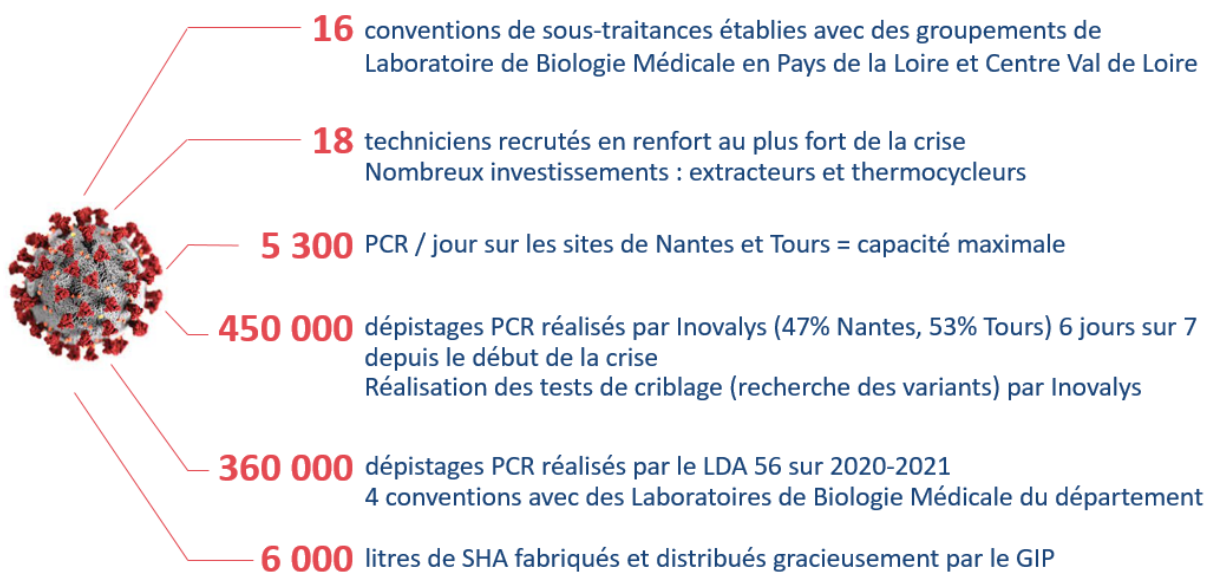 16 conventions de sous-traitances établies avec des groupements de
Laboratoire de Biologie Médicale en Pays de la Loire et Centre Val de Loire
18 techniciens recrutés en renfort au plus fort de la crise
Nombreux investissements : extracteurs et thermocycleurs
5 300 PCR / jour sur les sites de Nantes et Tours = capacité maximale
450 000 dépistages PCR réalisés par Inovalys (47% Nantes, 53% Tours) 6 jours sur 7
depuis le début de la crise
Réalisation des tests de criblage (recherche des variants) par Inovalys
360 000 dépistages PCR réalisés par le LDA 56 sur 2020-2021
4 conventions avec des Laboratoires de Biologie Médicale du département
6 000 litres de SHA fabriqués et distribués gracieusement par le GIP